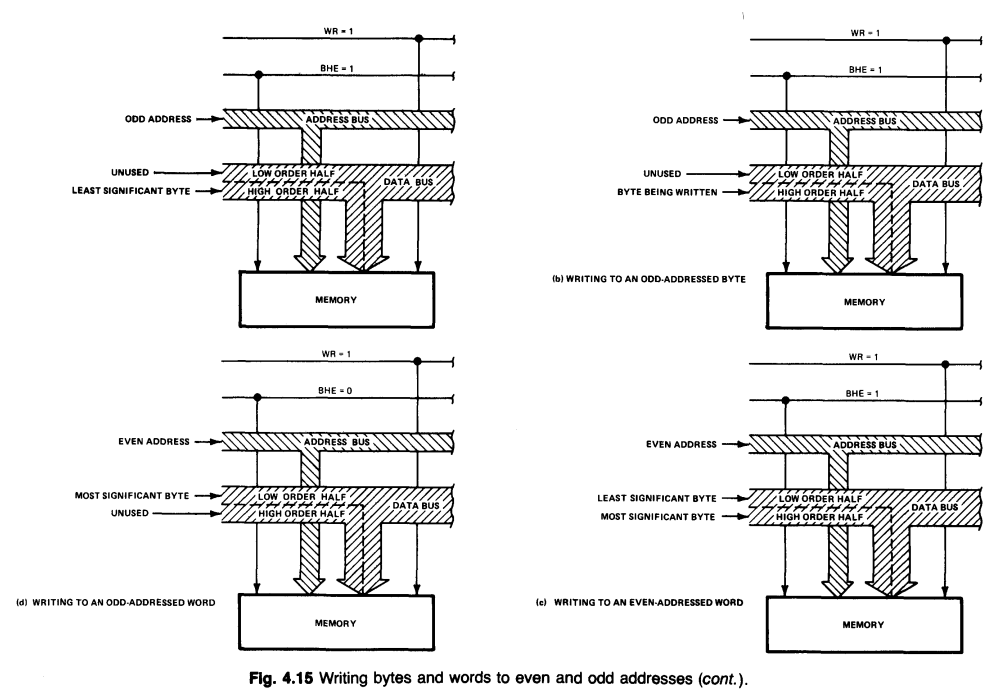 WR = 1
BHE = 1
ODD ADDRESS
ADDRESS BUS
UNUSED
LOW ORDER HALF
DATA BUS
LEAST SIGNIFICANT BYTE
HIGH ORDER HALF
MEMORY
WR = 1
BHE = 1
ODD ADDRESS
ADDRESS BUS
UNUSED
LOW ORDER HALF
DATA BUS
BYTE BEING WRITTEN
HIGH ORDER HALF
(b) WRITING TO AN ODD-ADDRESSED BYTE
MEMORY
WR = 1
BHE = 0
EVEN ADDRESS
ADDRESS BUS
MOST SIGNIFICANT BYTE
LOW ORDER HALF
DATA BUS
UNUSED
HIGH ORDER HALF
(d) WRITING TO AN ODD-ADDRESSED WORD
MEMORY
WR = 1
BHE = 1
EVEN ADDRESS
ADDRESS BUS
LEAST SIGNIFICANT BYTE
LOW ORDER HALF
DATA BUS
MOST SIGNIFICANT BYTE
HIGH ORDER HALF
(c) WRITING TO AN EVEN-ADDRESSED WORD
MEMORY
Fig. 4.15 Writing bytes and words to even and odd addresses (cont.).